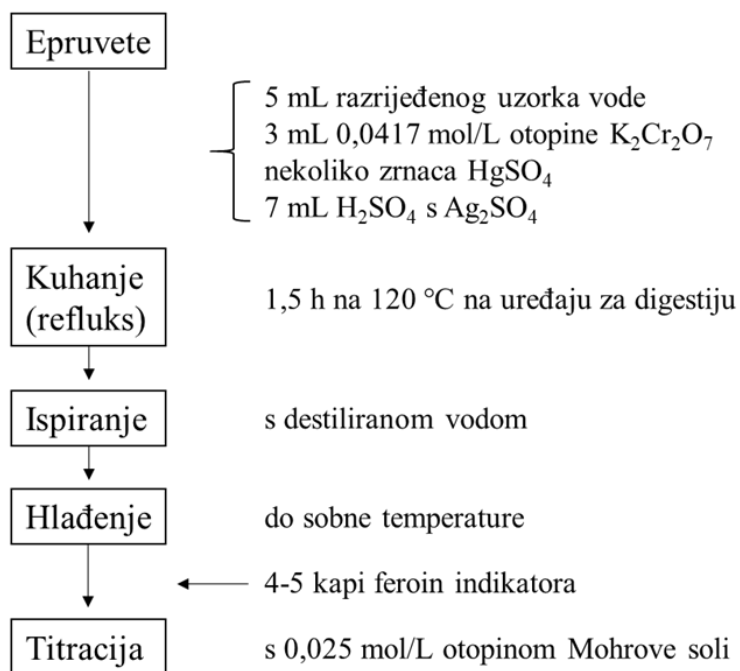 Epruvete
5 mL razrijeđenog uzorka vode
3 mL 0,0417 mol/L otopine K₂Cr₂O₇
nekoliko zrnaca HgSO₄
7 mL H₂SO₄ s Ag₂SO₄
Kuhanje
(refluks)
1,5 h na 120 °C na uređaju za digestiju
Ispiranje
s destiliranom vodom
Hlađenje
do sobne temperature
4-5 kapi feroin indikatora
Titracija
s 0,025 mol/L otopinom Mohrove soli